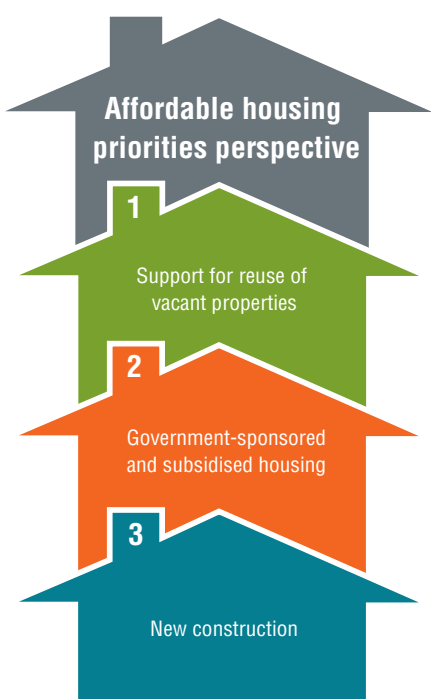 Affordable housing
priorities perspective
1
Support for reuse of
vacant properties
2
Government-sponsored
and subsidised housing
3
New construction